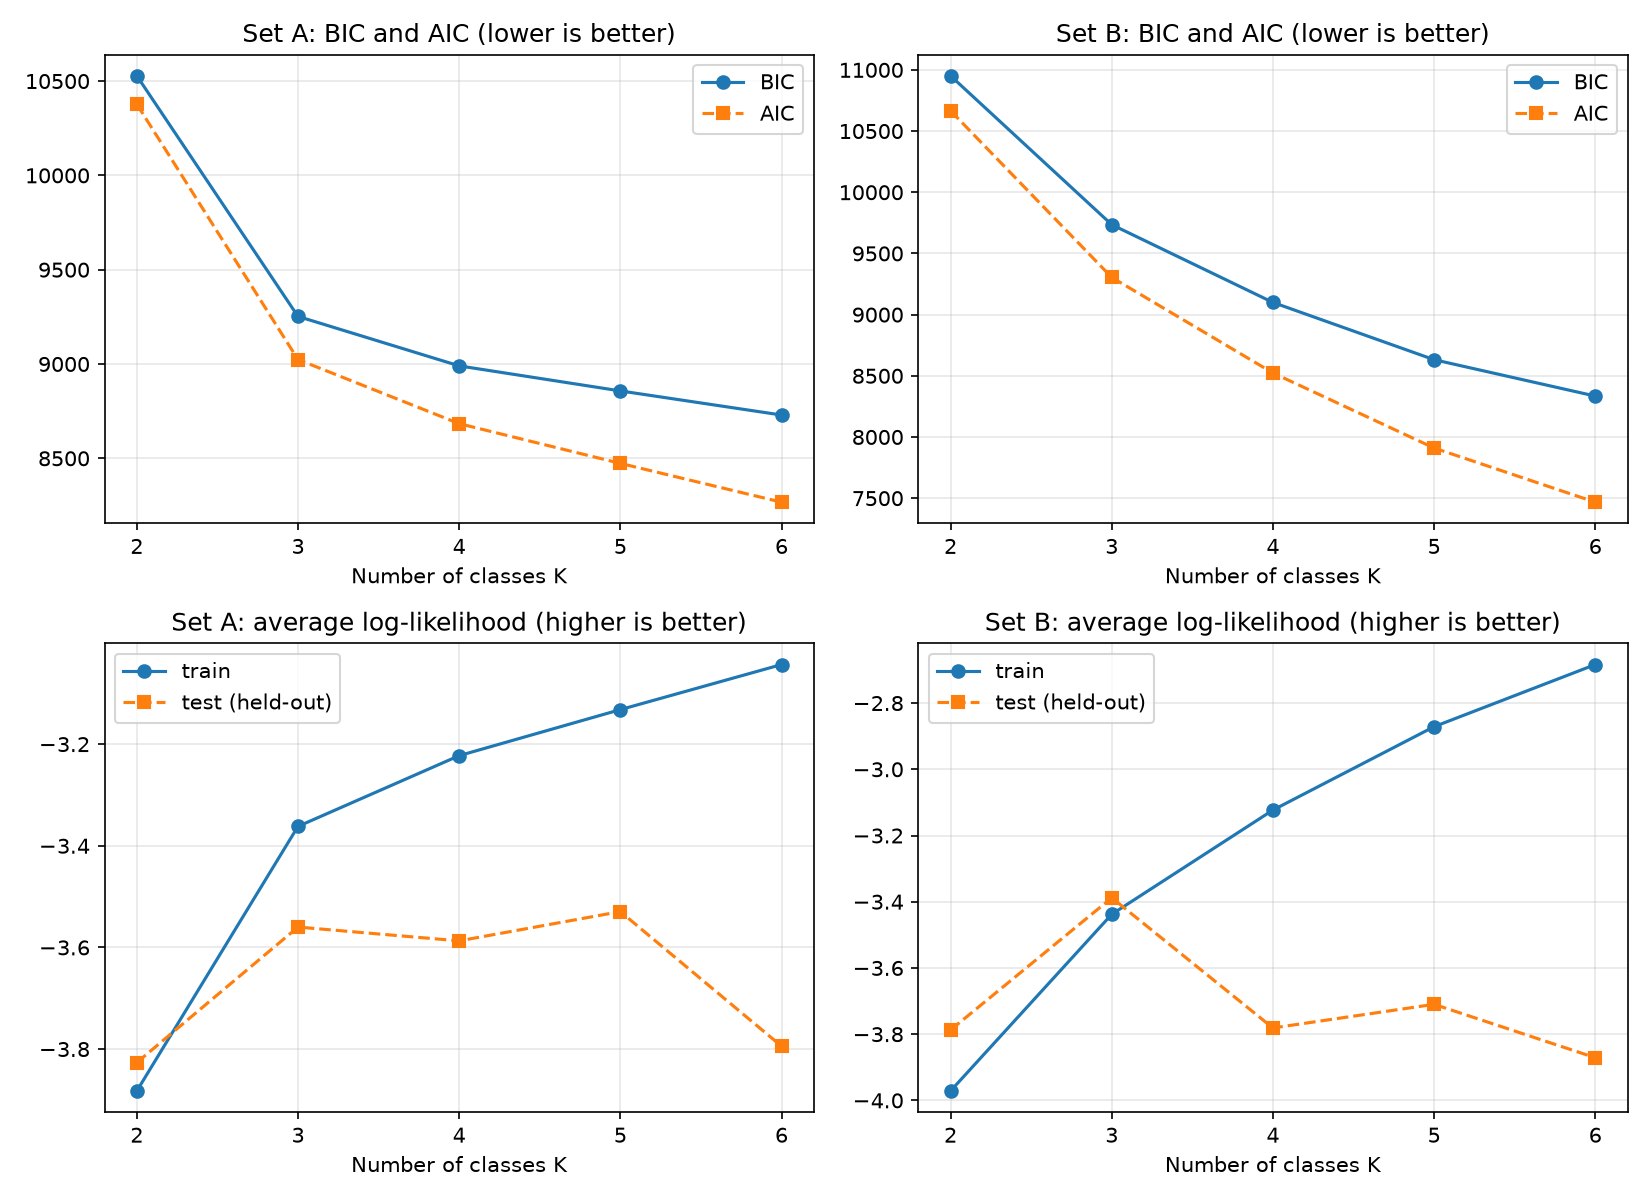 Set A: BIC and AIC (lower is better)
BIC
AIC
10500
10000
9500
9000
8500
2 3 4 5 6
Number of classes K
Set B: BIC and AIC (lower is better)
BIC
AIC
11000
10500
10000
9500
9000
8500
8000
7500
2 3 4 5 6
Number of classes K
Set A: average log-likelihood (higher is better)
train
test (held-out)
−3.2
−3.4
−3.6
−3.8
2 3 4 5 6
Number of classes K
Set B: average log-likelihood (higher is better)
train
test (held-out)
−2.8
−3.0
−3.2
−3.4
−3.6
−3.8
−4.0
2 3 4 5 6
Number of classes K